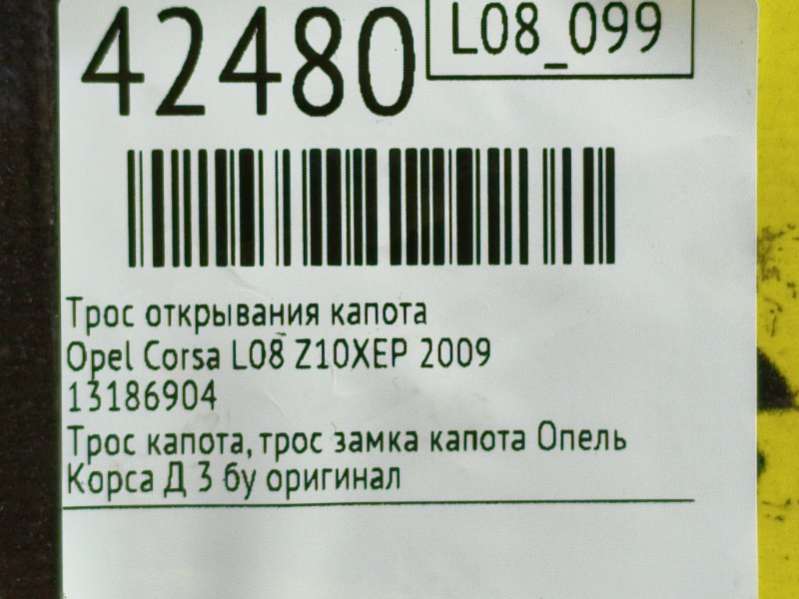 42480
L08_099
Трос открывания капота
Opel Corsa L08 Z10XEP 2009
13186904
Трос капота, трос замка капота Опель
Корса Д 3 бу оригинал